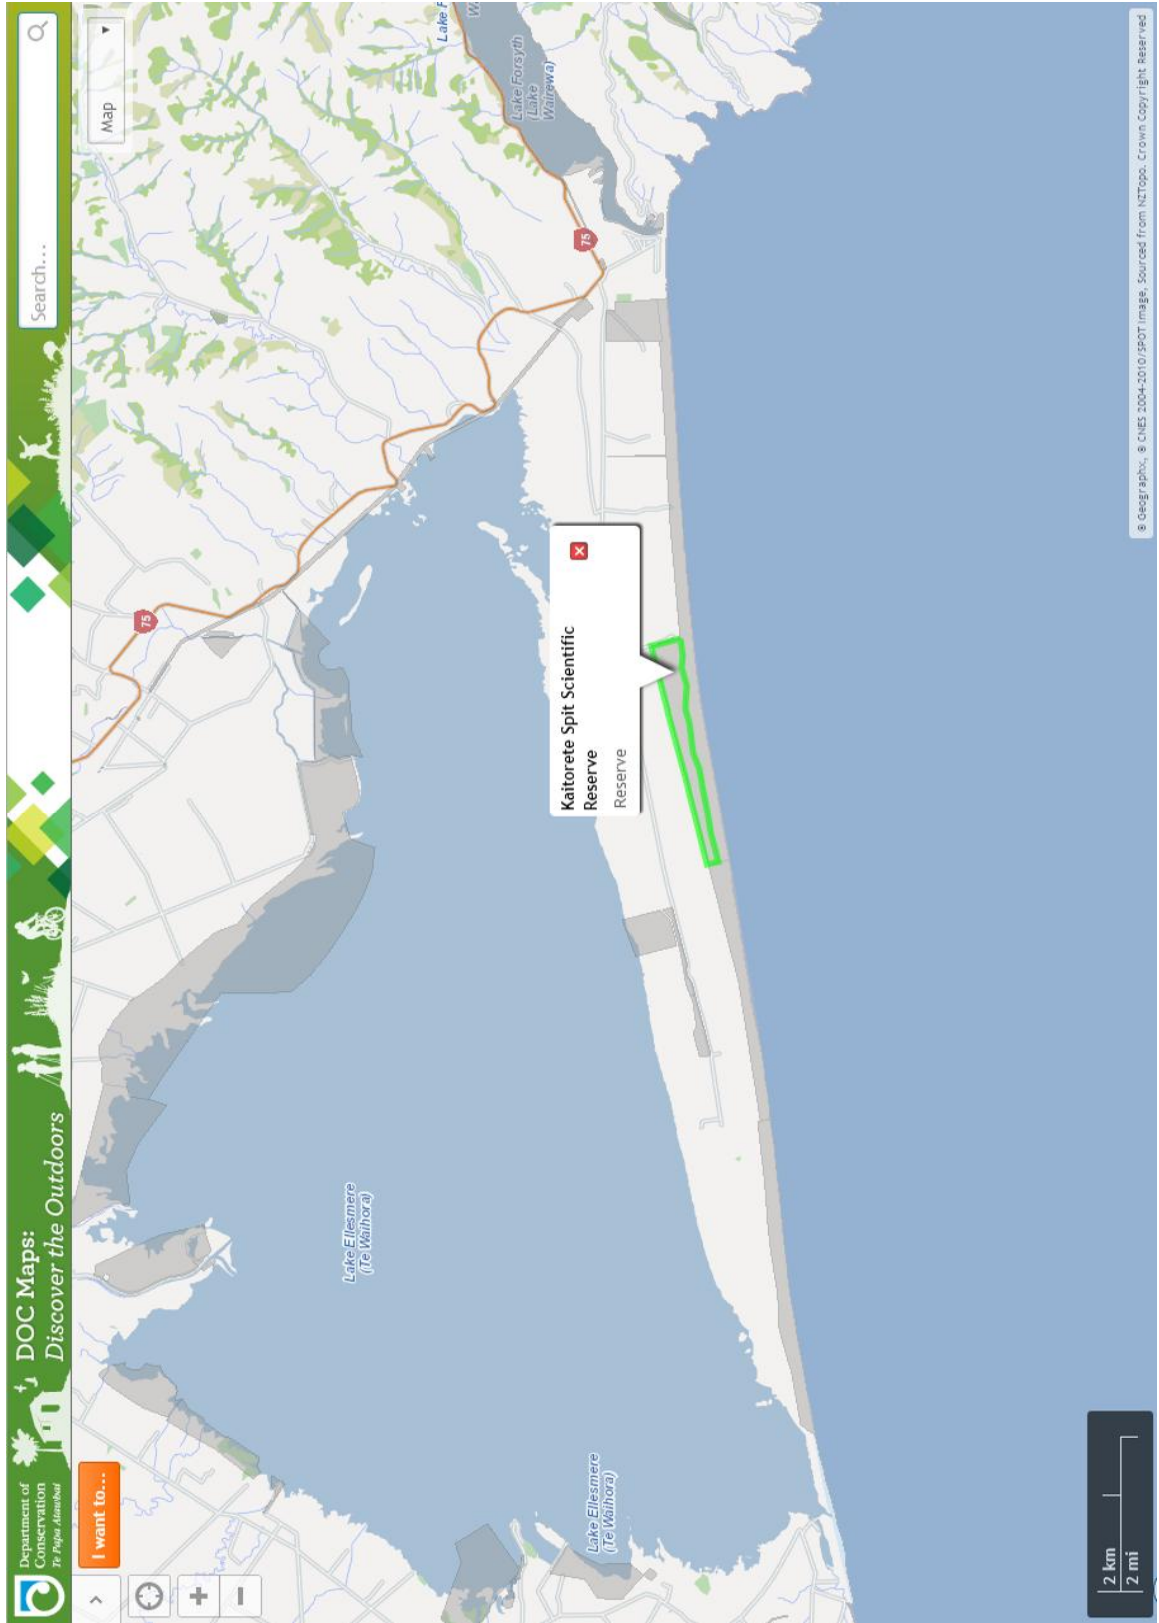 Department of
Conservation
Te Papa Atawhai
DOC Maps:
Discover the Outdoors
Search...
I want to...
Map
75
75
Lake Forsyth
(Lake
Wairewa)
Kaitorete Spit Scientific
Reserve
Reserve
Lake Ellesmere
(Te Waihora)
Lake Ellesmere
(Te Waihora)
2 km
2 mi
© Geographx, © CNES 2004-2010/SPOT Image, Sourced from NZTopo. Crown Copyright Reserved